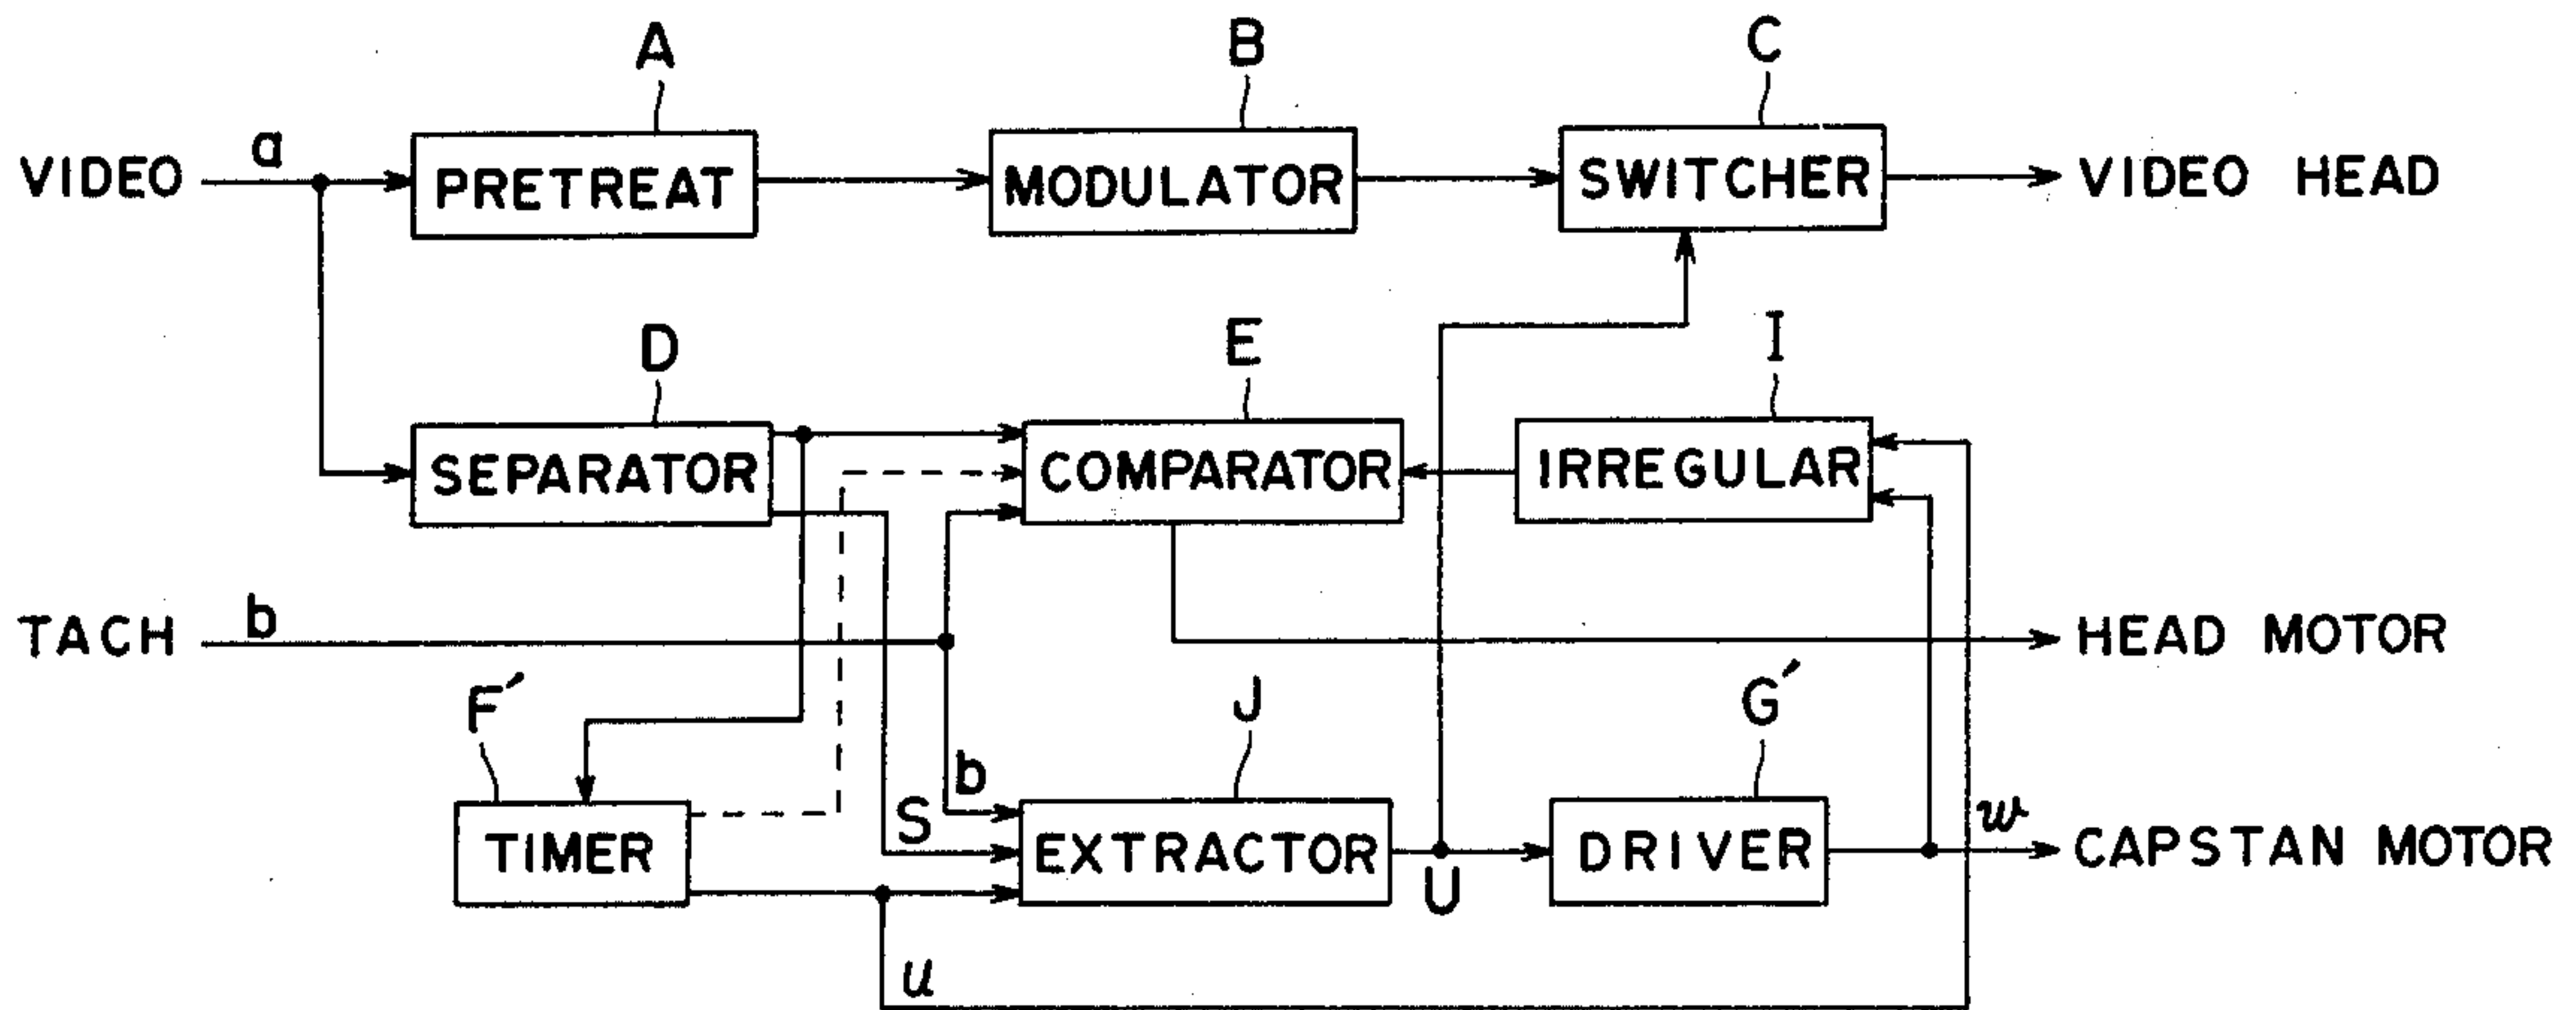 A
B
C
VIDEO
a
PRETREAT
MODULATOR
SWITCHER
VIDEO HEAD
D
E
I
SEPARATOR
COMPARATOR
IRREGULAR
TACH
b
HEAD MOTOR
F'
J
G'
b
S
w
TIMER
EXTRACTOR
U
DRIVER
CAPSTAN MOTOR
u